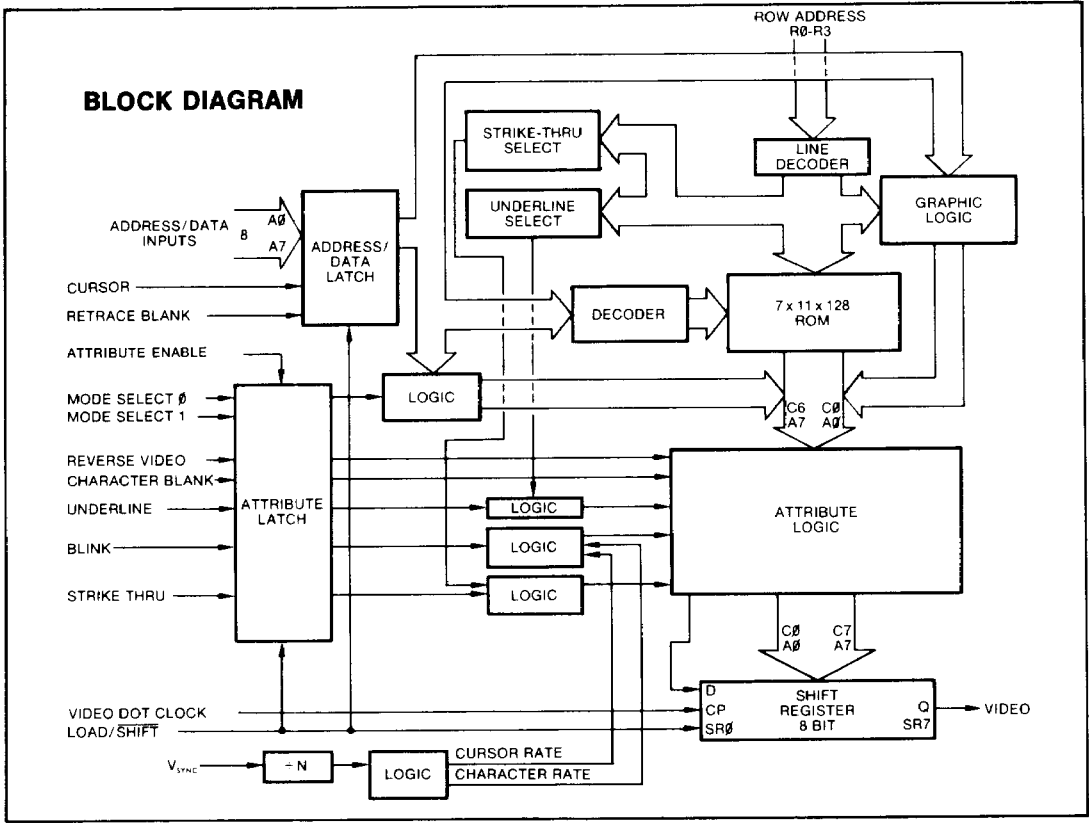 ROW ADDRESS
RØ-R3
BLOCK DIAGRAM
STRIKE-THRU
SELECT
LINE
DECODER
UNDERLINE
SELECT
GRAPHIC
LOGIC
ADDRESS/DATA
INPUTS
8
AØ
A7
ADDRESS/
DATA
LATCH
CURSOR
RETRACE BLANK
DECODER
7 x 11 x 128
ROM
ATTRIBUTE ENABLE
LOGIC
MODE SELECT Ø
MODE SELECT 1
C6 CØ
A7 AØ
REVERSE VIDEO
CHARACTER BLANK
UNDERLINE
BLINK
STRIKE THRU
ATTRIBUTE
LATCH
LOGIC
LOGIC
LOGIC
ATTRIBUTE
LOGIC
CØ C7
AØ A7
VIDEO DOT CLOCK
LOAD/SHIFT
D
CP
SRØ
SHIFT
REGISTER
8 BIT
Q
SR7
VIDEO
VSYNC
÷N
LOGIC
CURSOR RATE
CHARACTER RATE